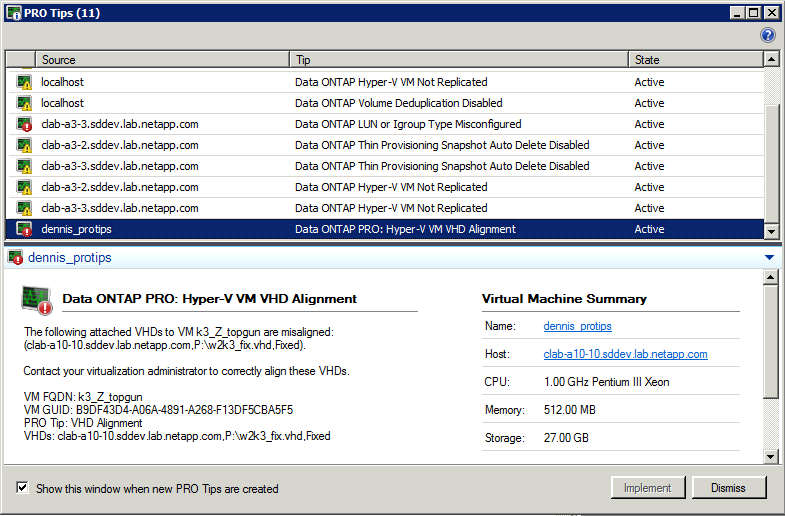 PRO Tips (11)
Source Tip State
localhost Data ONTAP Hyper-V VM Not Replicated Active
localhost Data ONTAP Volume Deduplication Disabled Active
clab-a3-3.sddev.lab.netapp.com Data ONTAP LUN or Igroup Type Misconfigured Active
clab-a3-2.sddev.lab.netapp.com Data ONTAP Thin Provisioning Snapshot Auto Delete Disabled Active
clab-a3-3.sddev.lab.netapp.com Data ONTAP Thin Provisioning Snapshot Auto Delete Disabled Active
clab-a3-2.sddev.lab.netapp.com Data ONTAP Hyper-V VM Not Replicated Active
clab-a3-3.sddev.lab.netapp.com Data ONTAP Hyper-V VM Not Replicated Active
dennis_protips Data ONTAP PRO: Hyper-V VM VHD Alignment Active
dennis_protips
Data ONTAP PRO: Hyper-V VM VHD Alignment
The following attached VHDs to VM k3_Z_topgun are misaligned:
(clab-a10-10.sddev.lab.netapp.com,P:\w2k3_fix.vhd,Fixed).
Contact your virtualization administrator to correctly align these VHDs.
VM FQDN: k3_Z_topgun
VM GUID: B9DF43D4-A06A-4891-A268-F13DF5CBA5F5
PRO Tip: VHD Alignment
VHDs: clab-a10-10.sddev.lab.netapp.com,P:\w2k3_fix.vhd,Fixed
Virtual Machine Summary
Name: dennis_protips
Host: clab-a10-10.sddev.lab.netapp.com
CPU: 1.00 GHz Pentium III Xeon
Memory: 512.00 MB
Storage: 27.00 GB
Show this window when new PRO Tips are created
Implement Dismiss